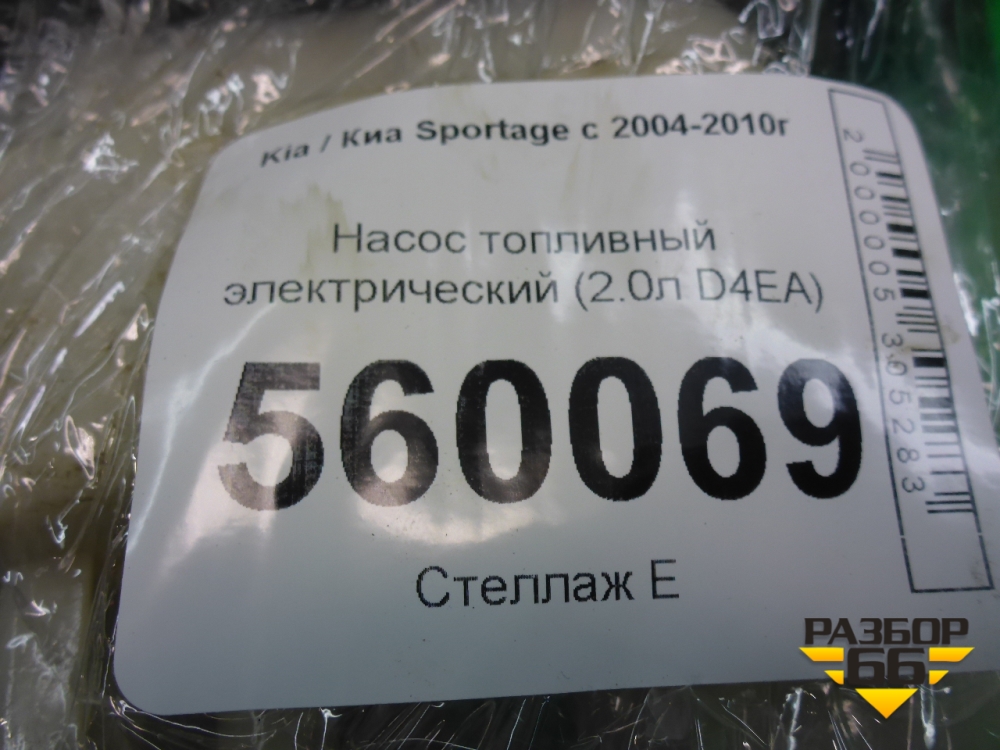 Kia / Киа Sportage с 2004-2010г
Насос топливный
электрический (2.0л D4EA)
560069
Стеллаж Е
2000005305283
РАЗБОР
66